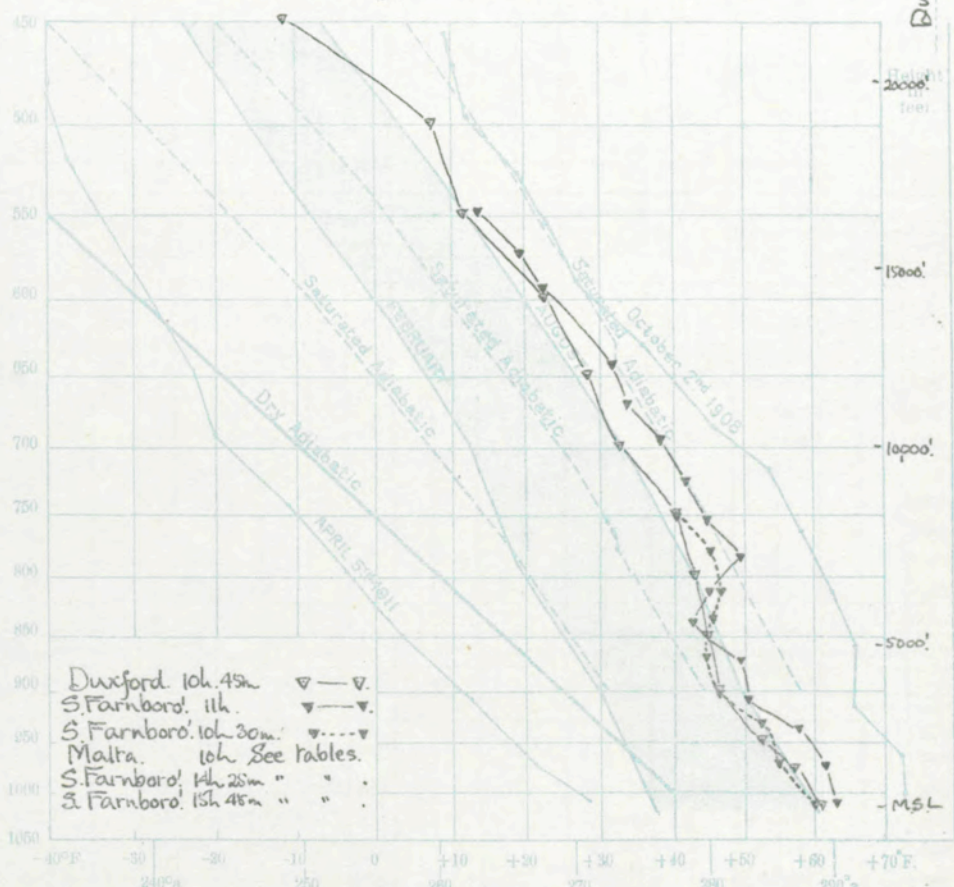 450
500
550
600
650
700
750
800
850
900
950
1000
1050
Height
in
feet
20000'
15000'
10,000'
5000'
M.S.L
Dry Adiabatic
APRIL 5TH 1911
Saturated Adiabatic
FEBRUARY
Saturated Adiabatic
AUGUST
Saturated Adiabatic
October 2nd 1908
Duxford. 10h. 45m
S. Farnboro'. 11h.
S. Farnboro'. 10h 30m.
Malta. 10h See tables.
S. Farnboro'. 14h 25m " " .
S. Farnboro'. 15h 45m " " .
-40°F. -30 -20 -10 0 +10 +20 +30 +40 +50 +60 +70°F.
240°a 250 260 270 280 290°a